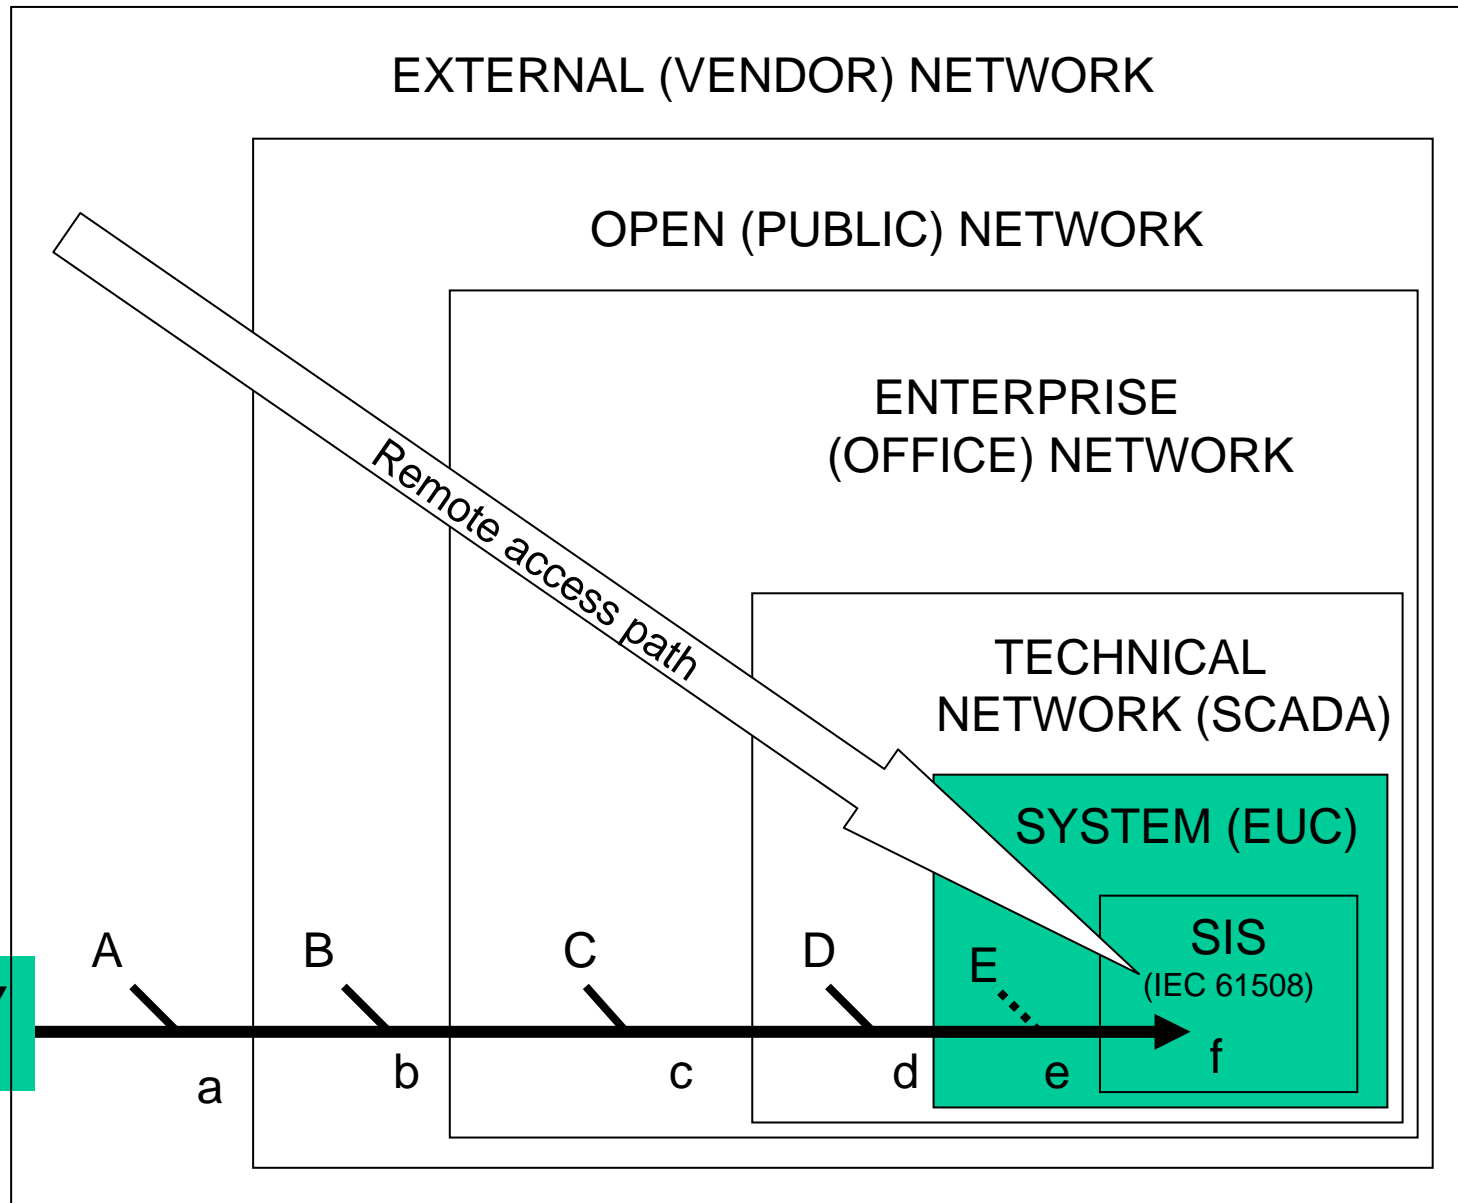 EXTERNAL (VENDOR) NETWORK
OPEN (PUBLIC) NETWORK
ENTERPRISE
(OFFICE) NETWORK
Remote access path
TECHNICAL
NETWORK (SCADA)
SYSTEM (EUC)
SIS
(IEC 61508)
A
B
C
D
E
a
b
c
d
e
f